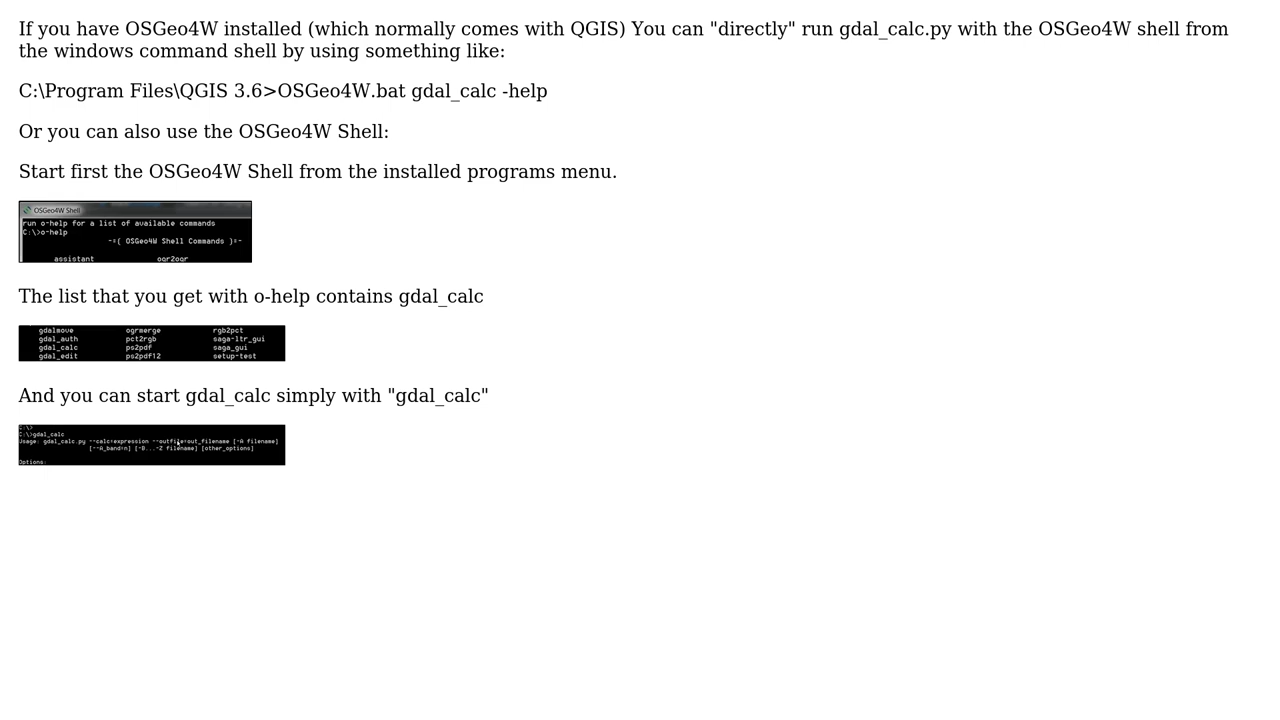 If you have OSGeo4W installed (which normally comes with QGIS) You can "directly" run gdal_calc.py with the OSGeo4W shell from
the windows command shell by using something like:
C:\Program Files\QGIS 3.6>OSGeo4W.bat gdal_calc -help
Or you can also use the OSGeo4W Shell:
Start first the OSGeo4W Shell from the installed programs menu.
OSGeo4W Shell
run o-help for a list of available commands
C:\>o-help
-=[ OSGeo4W Shell Commands ]=-
assistant ogr2ogr
The list that you get with o-help contains gdal_calc
gdalmove ogrmerge rgb2pct
gdal_auth pct2rgb saga-ltr_gui
gdal_calc ps2pdf saga_gui
gdal_edit ps2pdf12 setup-test
And you can start gdal_calc simply with "gdal_calc"
C:\>
C:\>gdal_calc
Usage: gdal_calc.py --calc=expression --outfile=out_filename [-A filename]
[--A_band=n] [-B...-Z filename] [other_options]
Options: